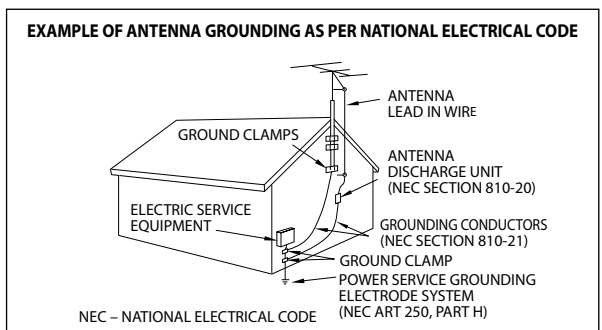 EXAMPLE OF ANTENNA GROUNDING AS PER NATIONAL ELECTRICAL CODE
ANTENNA
LEAD IN WIRE
GROUND CLAMPS
ANTENNA
DISCHARGE UNIT
(NEC SECTION 810-20)
ELECTRIC SERVICE
EQUIPMENT
GROUNDING CONDUCTORS
(NEC SECTION 810-21)
GROUND CLAMP
POWER SERVICE GROUNDING
ELECTRODE SYSTEM
(NEC ART 250, PART H)
NEC – NATIONAL ELECTRICAL CODE